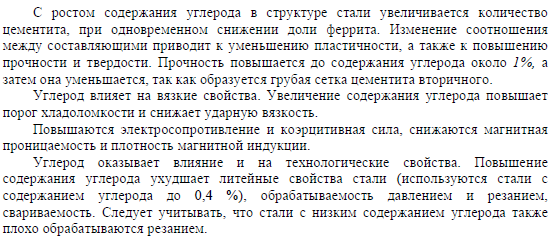 С ростом содержания углерода в структуре стали увеличивается количество
цементита, при одновременном снижении доли феррита. Изменение соотношения
между составляющими приводит к уменьшению пластичности, а также к повышению
прочности и твердости. Прочность повышается до содержания углерода около 1%, а
затем она уменьшается, так как образуется грубая сетка цементита вторичного.
Углерод влияет на вязкие свойства. Увеличение содержания углерода повышает
порог хладоломкости и снижает ударную вязкость.
Повышаются электросопротивление и коэрцитивная сила, снижаются магнитная
проницаемость и плотность магнитной индукции.
Углерод оказывает влияние и на технологические свойства. Повышение
содержания углерода ухудшает литейные свойства стали (используются стали с
содержанием углерода до 0,4 %), обрабатываемость давлением и резанием,
свариваемость. Следует учитывать, что стали с низким содержанием углерода также
плохо обрабатываются резанием.